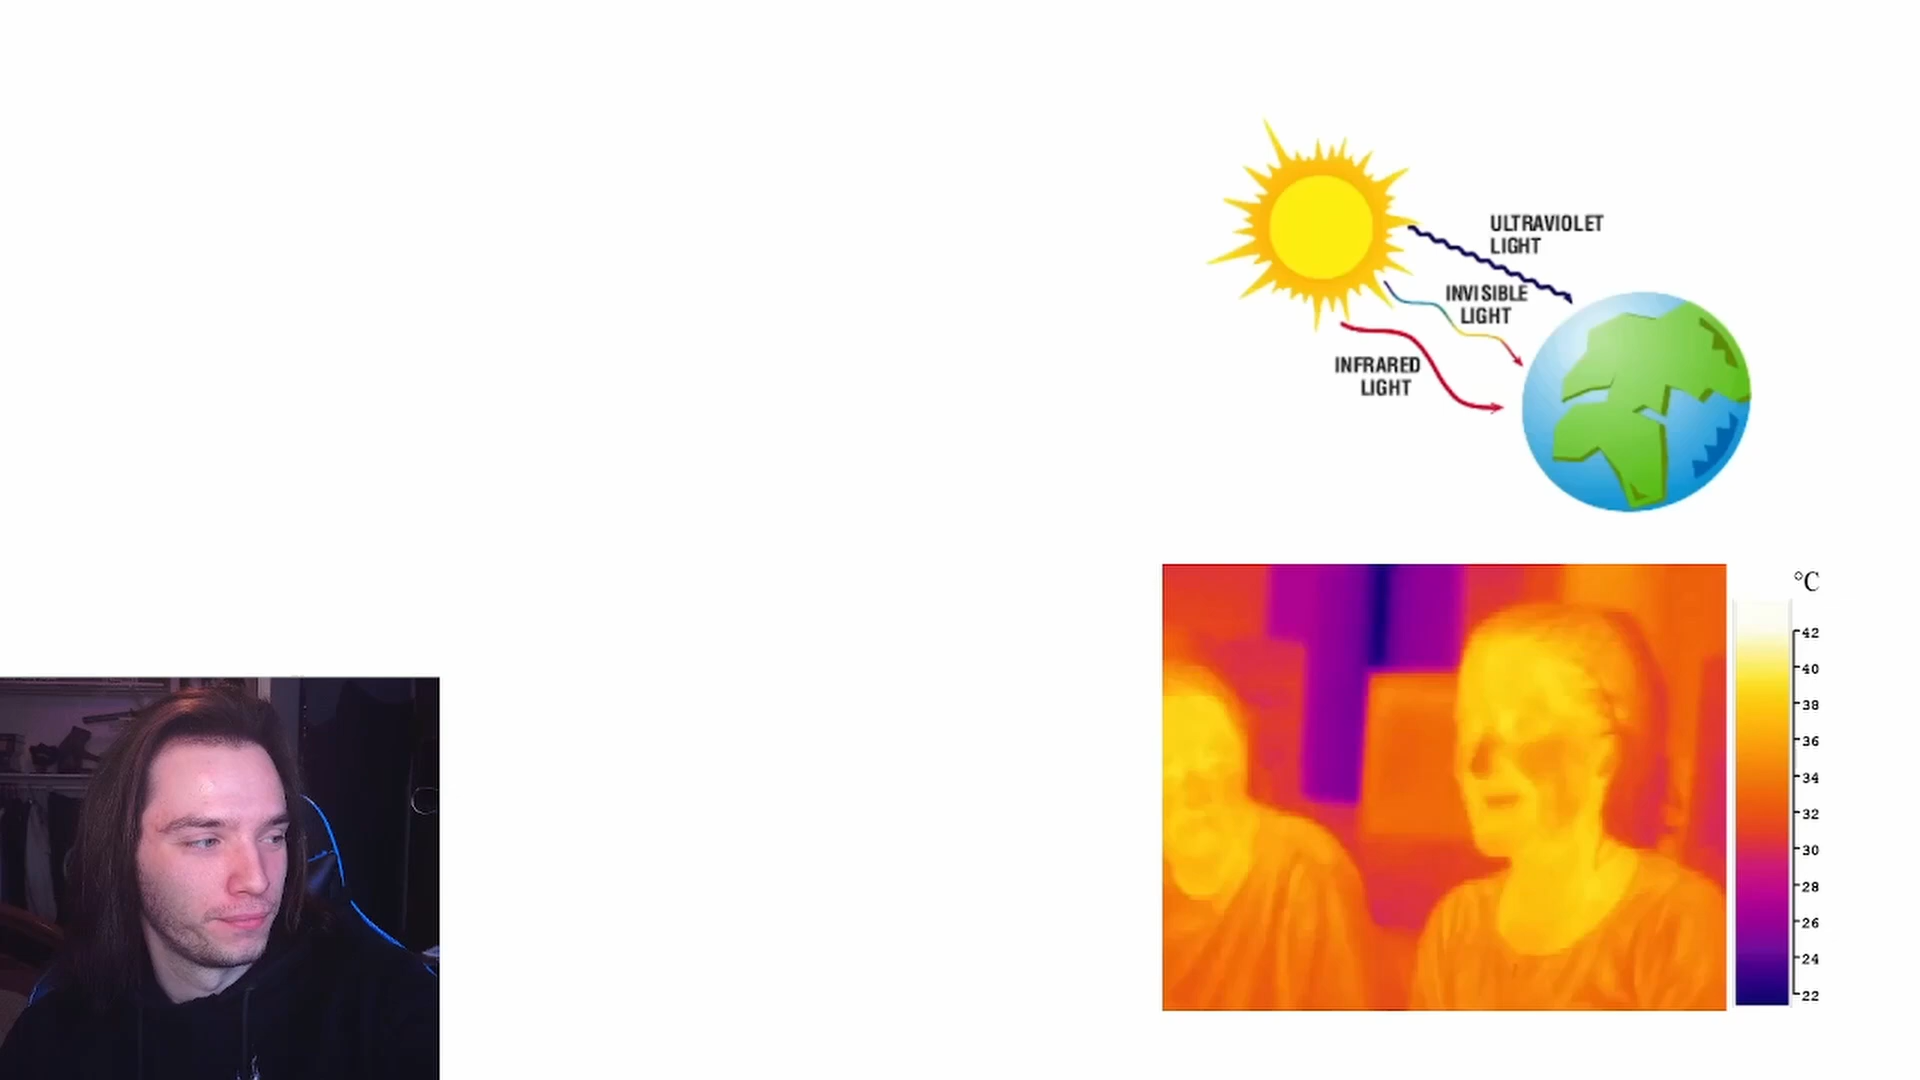 ULTRAVIOLET
LIGHT
INVISIBLE
LIGHT
INFRARED
LIGHT
°C
42
40
38
36
34
32
30
28
26
24
22